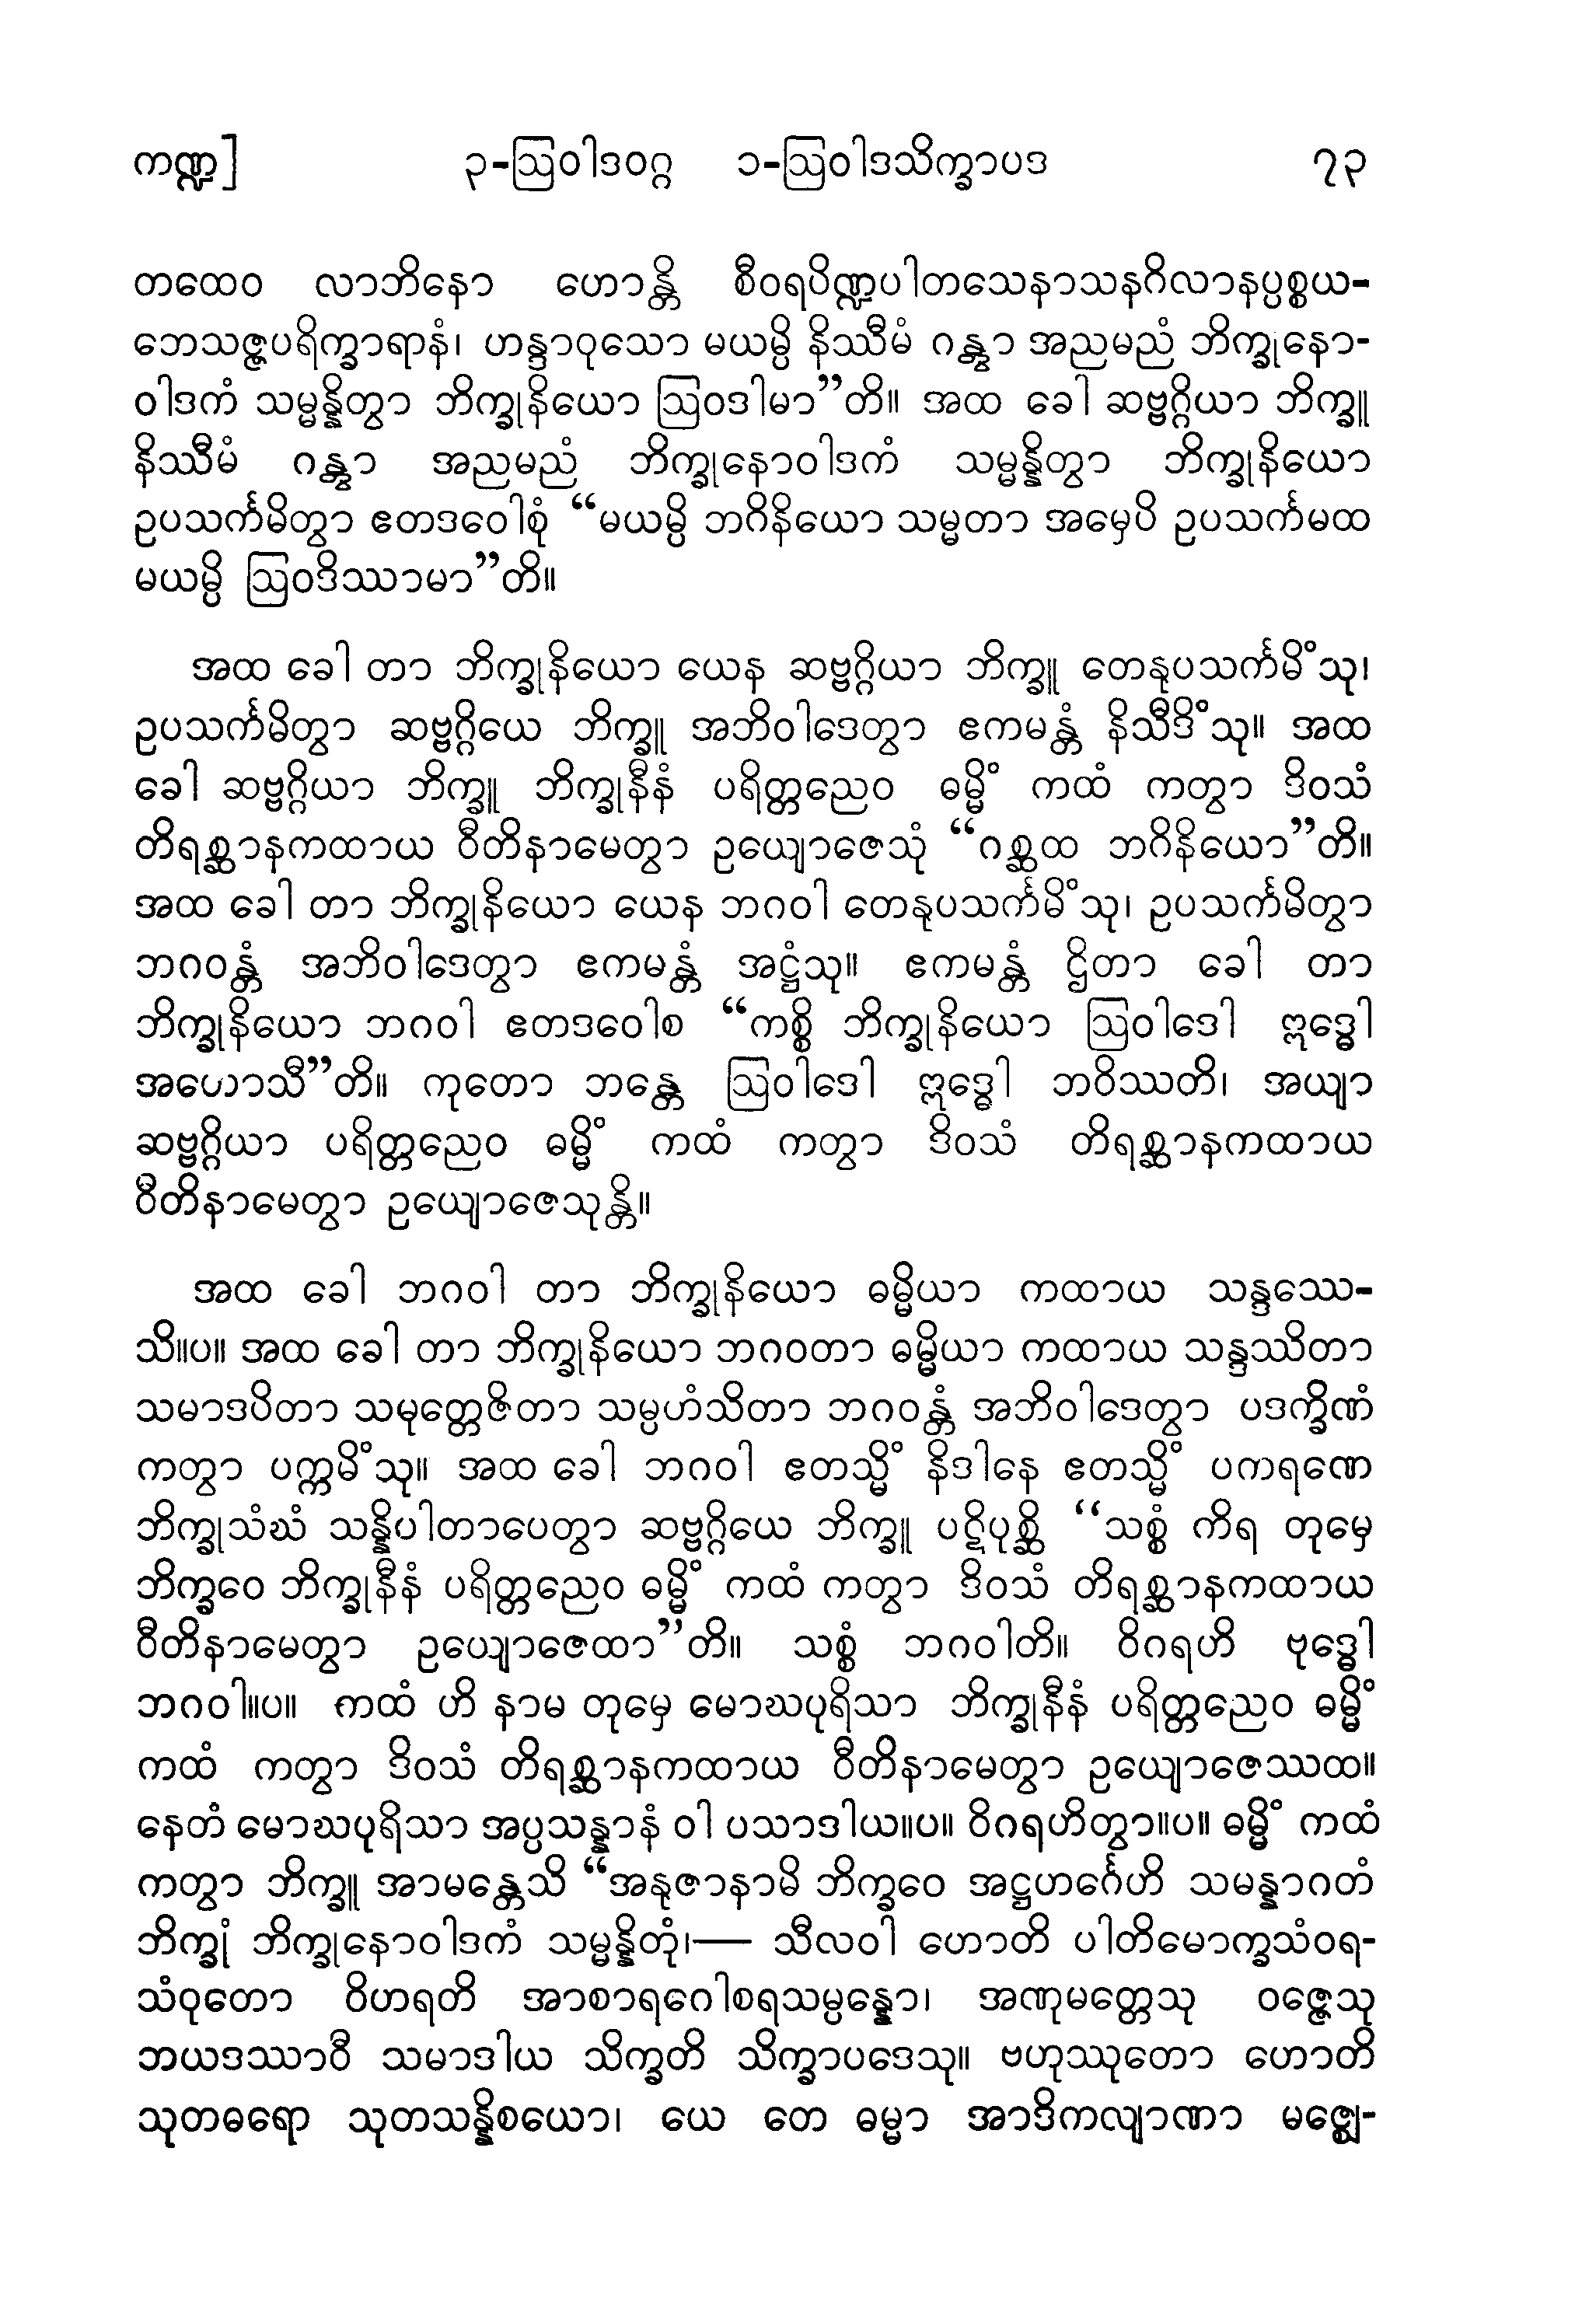 ကဏ္ဍ] ၃-ဩဝါဒဝဂ္ဂ ၁-ဩဝါဒသိက္ခာပဒ ၇၃
တထေဝ လာဘိနော ဟောန္တိ စီဝရပိဏ္ဍပါတသေနာသနဂိလာနပ္ပစ္စယ-
ဘေသဇ္ဇပရိက္ခာရာနံ၊ ဟန္ဒာဝုသော မယမ္ပိ နိဿီမံ ဂန္တွာ အညမညံ ဘိက္ခုနော-
ဝါဒကံ သမ္မန္နိတွာ ဘိက္ခုနိယော ဩဝဒါမာ”တိ။ အထ ခေါ ဆဗ္ဗဂ္ဂိယာ ဘိက္ခူ
နိဿီမံ ဂန္တွာ အညမညံ ဘိက္ခုနောဝါဒကံ သမ္မန္နိတွာ ဘိက္ခုနိယော
ဥပသင်္ကမိတွာ ဧတဒဝေါစုံ “မယမ္ပိ ဘဂိနိယော သမ္မတာ အမှေပိ ဥပသင်္ကမထ
မယမ္ပိ ဩဝဒိဿာမာ”တိ။
အထ ခေါ တာ ဘိက္ခုနိယော ယေန ဆဗ္ဗဂ္ဂိယာ ဘိက္ခူ တေနုပသင်္ကမိံသု၊
ဥပသင်္ကမိတွာ ဆဗ္ဗဂ္ဂိယေ ဘိက္ခူ အဘိဝါဒေတွာ ဧကမန္တံ နိသီဒိံသု။ အထ
ခေါ ဆဗ္ဗဂ္ဂိယာ ဘိက္ခူ ဘိက္ခုနီနံ ပရိတ္တညေဝ ဓမ္မိံ ကထံ ကတွာ ဒိဝသံ
တိရစ္ဆာနကထာယ ဝီတိနာမေတွာ ဥယျောဇေသုံ “ဂစ္ဆထ ဘဂိနိယော”တိ။
အထ ခေါ တာ ဘိက္ခုနိယော ယေန ဘဂဝါ တေနုပသင်္ကမိံသု၊ ဥပသင်္ကမိတွာ
ဘဂဝန္တံ အဘိဝါဒေတွာ ဧကမန္တံ အဋ္ဌံသု။ ဧကမန္တံ ဌိတာ ခေါ တာ
ဘိက္ခုနိယော ဘဂဝါ ဧတဒဝေါစ “ကစ္စိ ဘိက္ခုနိယော ဩဝါဒေါ ဣဒ္ဓေါ
အဟောသီ”တိ။ ကုတော ဘန္တေ ဩဝါဒေါ ဣဒ္ဓေါ ဘဝိဿတိ၊ အယျာ
ဆဗ္ဗဂ္ဂိယာ ပရိတ္တညေဝ ဓမ္မိံ ကထံ ကတွာ ဒိဝသံ တိရစ္ဆာနကထာယ
ဝီတိနာမေတွာ ဥယျောဇေသုန္တိ။
အထ ခေါ ဘဂဝါ တာ ဘိက္ခုနိယော ဓမ္မိယာ ကထာယ သန္ဒဿေ-
သိ။ပ။ အထ ခေါ တာ ဘိက္ခုနိယော ဘဂဝတာ ဓမ္မိယာ ကထာယ သန္ဒဿိတာ
သမာဒပိတာ သမုတ္တေဇိတာ သမ္ပဟံသိတာ ဘဂဝန္တံ အဘိဝါဒေတွာ ပဒက္ခိဏံ
ကတွာ ပက္ကမိံသု။ အထ ခေါ ဘဂဝါ ဧတသ္မိံ နိဒါနေ ဧတသ္မိံ ပကရဏေ
ဘိက္ခုသံဃံ သန္နိပါတာပေတွာ ဆဗ္ဗဂ္ဂိယေ ဘိက္ခူ ပဋိပုစ္ဆိ “သစ္စံ ကိရ တုမှေ
ဘိက္ခဝေ ဘိက္ခုနီနံ ပရိတ္တညေဝ ဓမ္မိံ ကထံ ကတွာ ဒိဝသံ တိရစ္ဆာနကထာယ
ဝီတိနာမေတွာ ဥယျောဇေထာ”တိ။ သစ္စံ ဘဂဝါတိ။ ဝိဂရဟိ ဗုဒ္ဓေါ
ဘဂဝါ။ပ။ ကထံ ဟိ နာမ တုမှေ မောဃပုရိသာ ဘိက္ခုနီနံ ပရိတ္တညေဝ ဓမ္မိံ
ကထံ ကတွာ ဒိဝသံ တိရစ္ဆာနကထာယ ဝီတိနာမေတွာ ဥယျောဇေဿထ။
နေတံ မောဃပုရိသာ အပ္ပသန္နာနံ ဝါ ပသာဒါယ။ပ။ ဝိဂရဟိတွာ။ပ။ ဓမ္မိံ ကထံ
ကတွာ ဘိက္ခူ အာမန္တေသိ “အနုဇာနာမိ ဘိက္ခဝေ အဋ္ဌဟင်္ဂေဟိ သမန္နာဂတံ
ဘိက္ခုံ ဘိက္ခုနောဝါဒကံ သမ္မန္နိတုံ၊— သီလဝါ ဟောတိ ပါတိမောက္ခသံဝရ-
သံဝုတော ဝိဟရတိ အာစာရဂေါစရသမ္ပန္နော၊ အဏုမတ္တေသု ဝဇ္ဇေသု
ဘယဒဿာဝီ သမာဒါယ သိက္ခတိ သိက္ခာပဒေသု။ ဗဟုဿုတော ဟောတိ
သုတဓရော သုတသန္နိစယော၊ ယေ တေ ဓမ္မာ အာဒိကလျာဏာ မဇ္ဈေ-